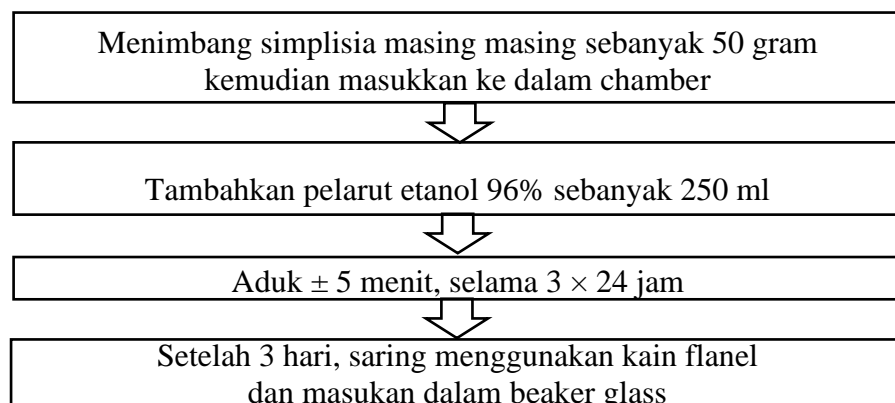 Menimbang simplisia masing masing sebanyak 50 gram
kemudian masukkan ke dalam chamber
Tambahkan pelarut etanol 96% sebanyak 250 ml
Aduk ± 5 menit, selama 3 × 24 jam
Setelah 3 hari, saring menggunakan kain flanel
dan masukan dalam beaker glass